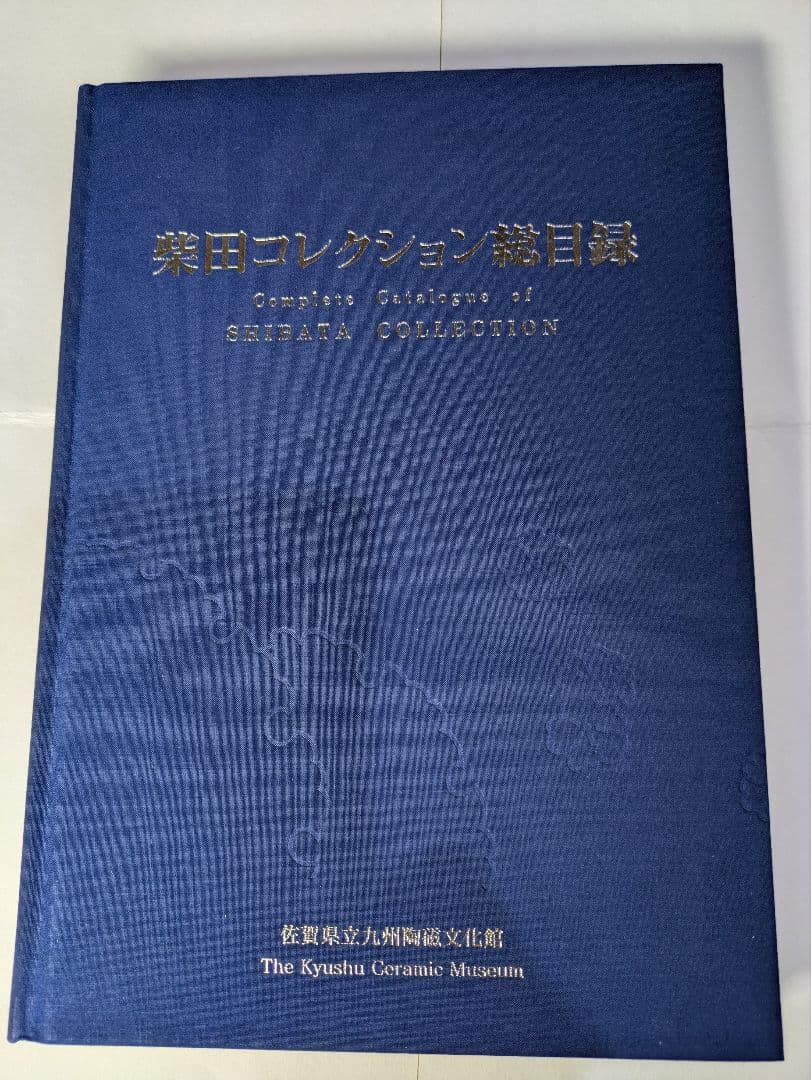 柴田コレクション総目録
Complete Catalogue of
SHIBATA COLLECTION
佐賀県立九州陶磁文化館
The Kyushu Ceramic Museum